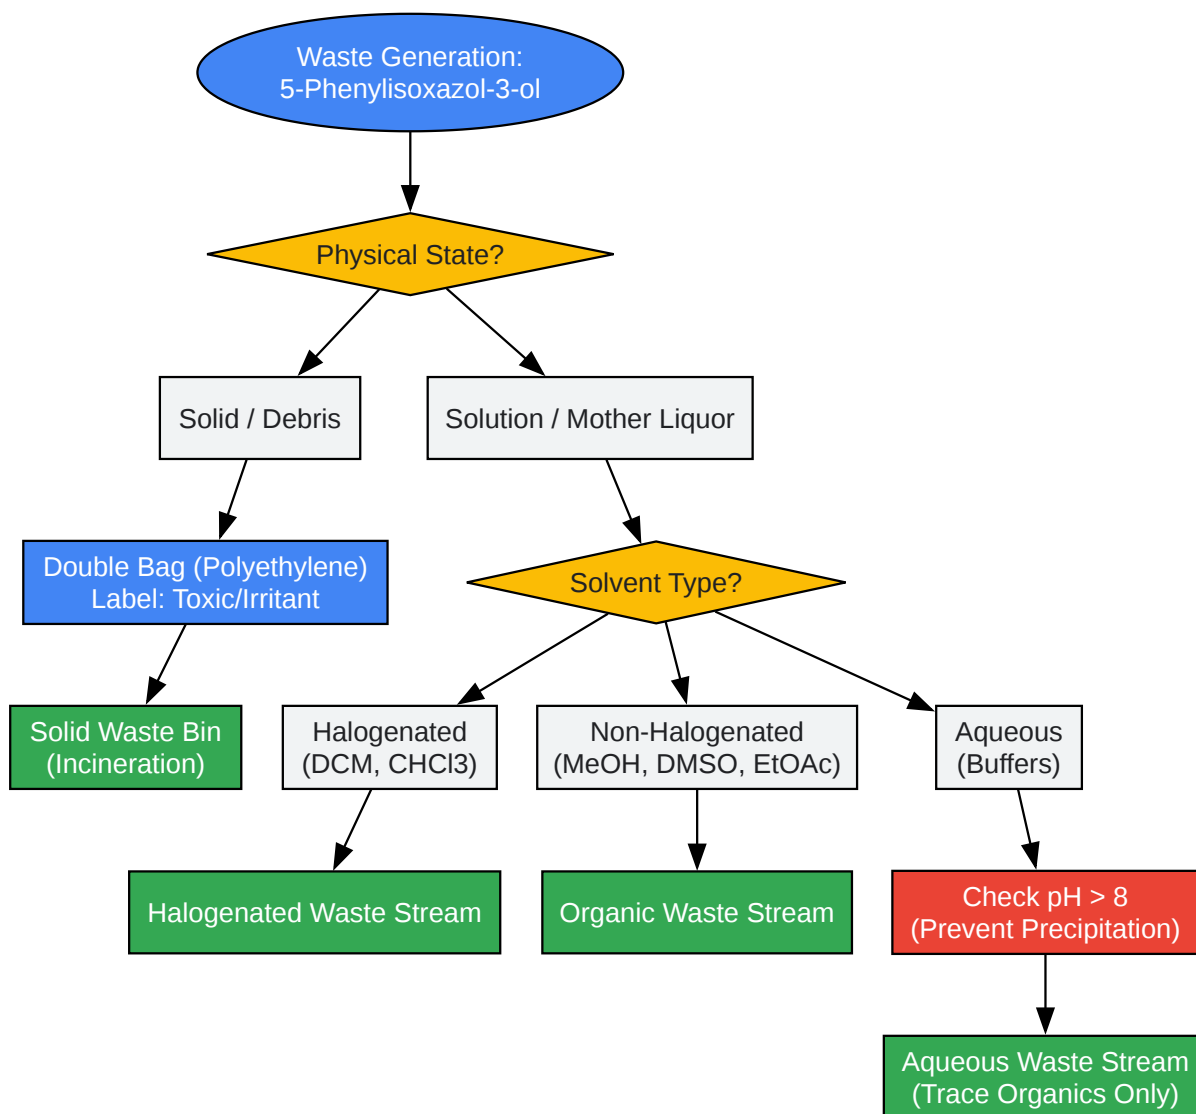 Waste Generation:
5-Phenylisoxazol-3-ol
Physical State?
Solid / Debris
Solution / Mother Liquor
Double Bag (Polyethylene)
Label: Toxic/Irritant
Solvent Type?
Solid Waste Bin
(Incineration)
Halogenated
(DCM, CHCl3)
Non-Halogenated
(MeOH, DMSO, EtOAc)
Aqueous
(Buffers)
Halogenated Waste Stream
Organic Waste Stream
Check pH > 8
(Prevent Precipitation)
Aqueous Waste Stream
(Trace Organics Only)